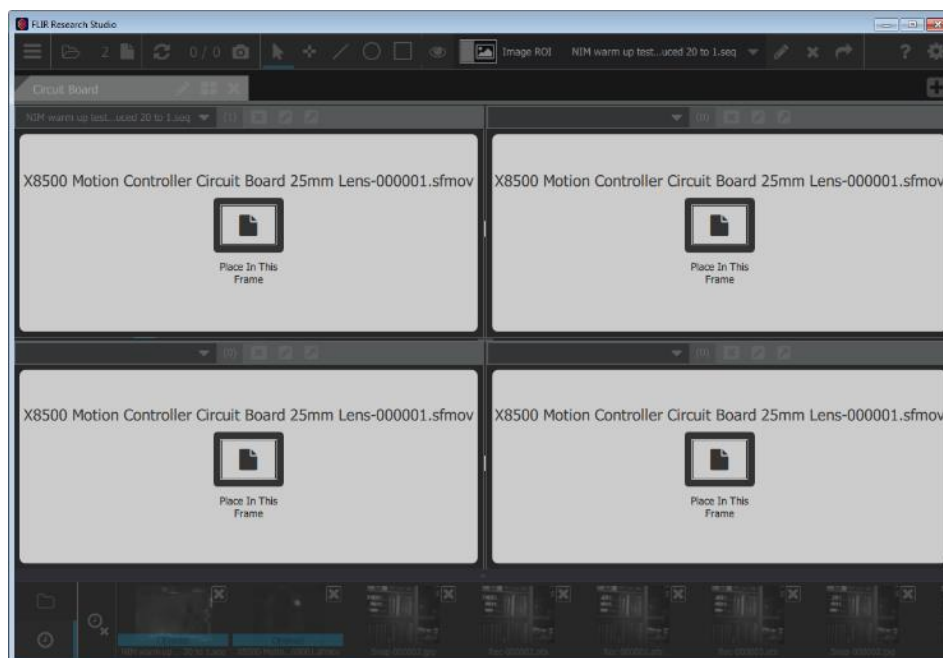 FLIR Research Studio
2
0 / 0
Image ROI
NIM warm up test...uced 20 to 1.seq
?
Circuit Board
NIM warm up test...uced 20 to 1.seq
(1)
(0)
X8500 Motion Controller Circuit Board 25mm Lens-000001.sfmov
Place In This
Frame
X8500 Motion Controller Circuit Board 25mm Lens-000001.sfmov
Place In This
Frame
(0)
(0)
X8500 Motion Controller Circuit Board 25mm Lens-000001.sfmov
Place In This
Frame
X8500 Motion Controller Circuit Board 25mm Lens-000001.sfmov
Place In This
Frame